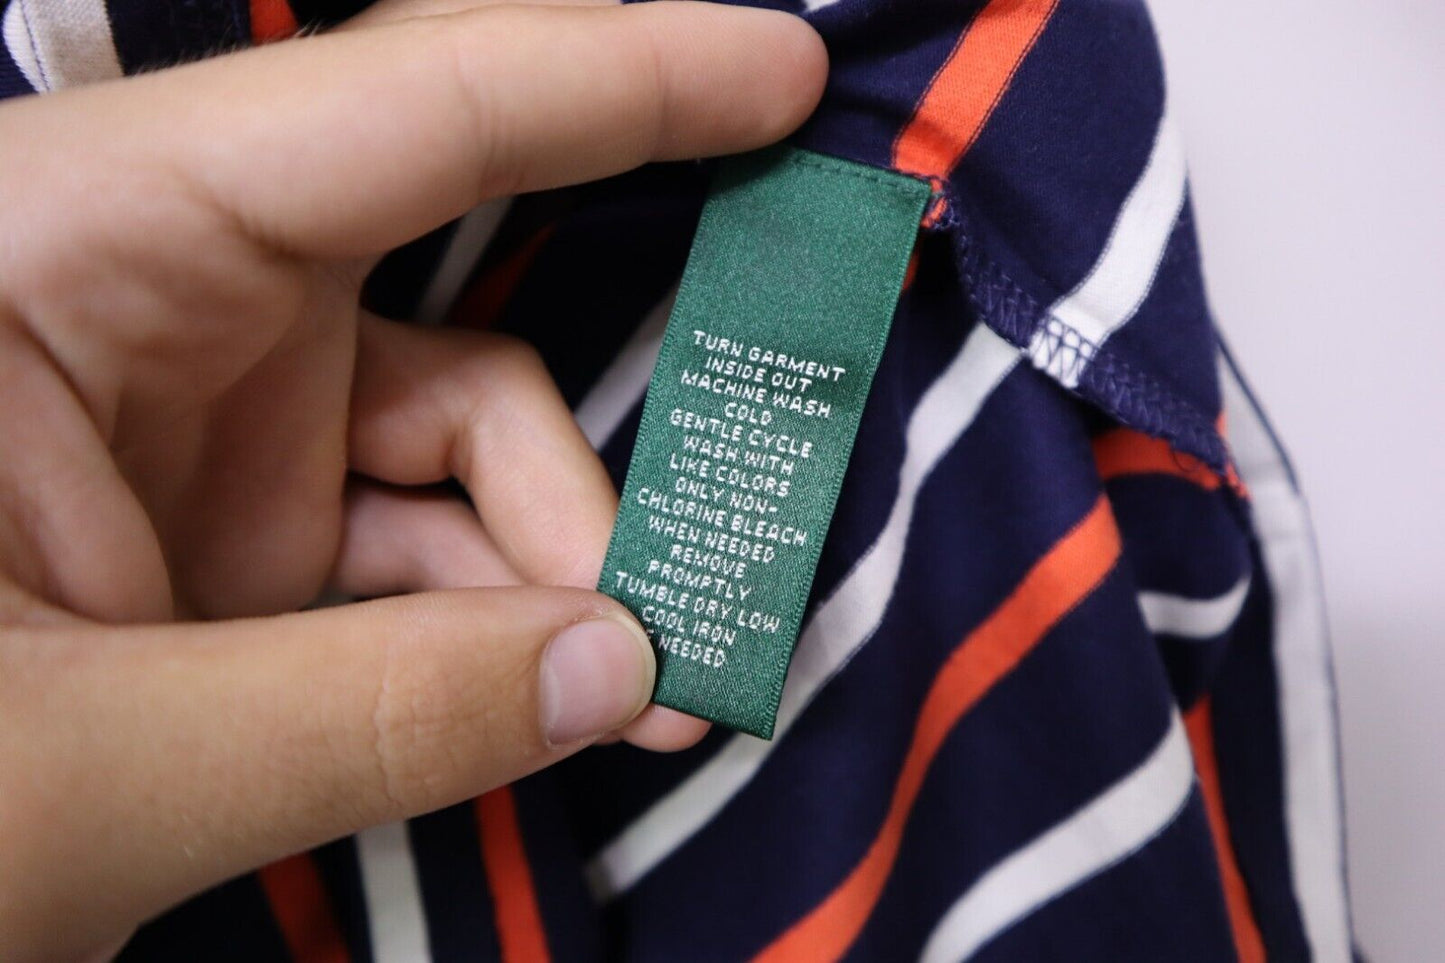 TURN GARMENT
INSIDE OUT
MACHINE WASH
COLD
GENTLE CYCLE
WASH WITH
LIKE COLORS
ONLY NON-
CHLORINE BLEACH
WHEN NEEDED
REMOVE
PROMPTLY
TUMBLE DRY LOW
COOL IRON
NEEDED